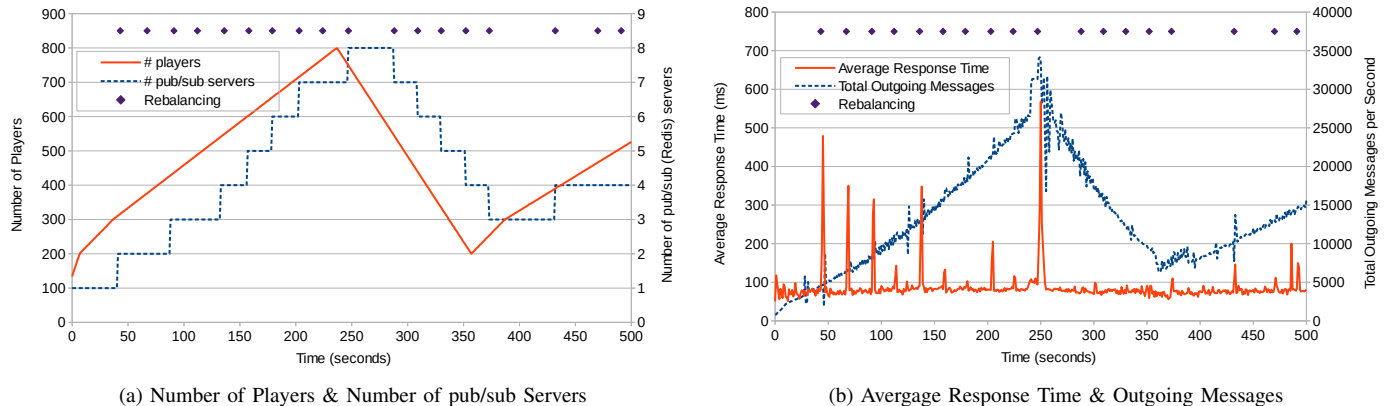 900
800
700
600
500
400
300
200
100
0
Number of Players
# players
# pub/sub servers
Rebalancing
9
8
7
6
5
4
3
2
1
0
Number of pub/sub (Redis) servers
0 50 100 150 200 250 300 350 400 450 500
Time (seconds)
(a) Number of Players & Number of pub/sub Servers
800
700
600
500
400
300
200
100
0
Average Response Time (ms)
Average Response Time
Total Outgoing Messages
Rebalancing
40000
35000
30000
25000
20000
15000
10000
5000
0
Total Outgoing Messages per Second
0 50 100 150 200 250 300 350 400 450 500
Time (seconds)
(b) Avergage Response Time & Outgoing Messages